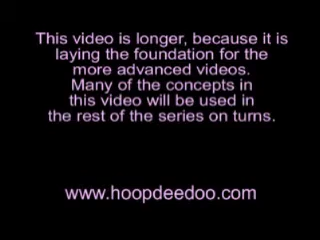 This video is longer, because it is
laying the foundation for the
more advanced videos.
Many of the concepts in
this video will be used in
the rest of the series on turns.
www.hoopdeedoo.com